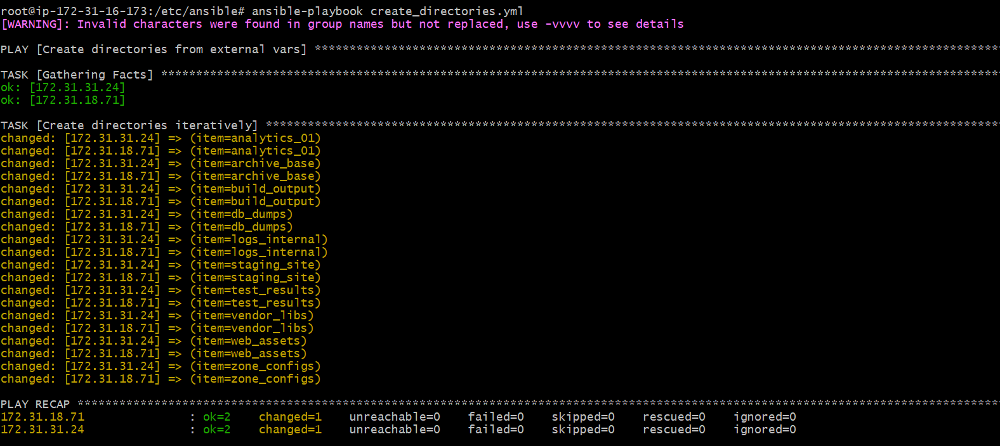 root@ip-172-31-16-173:/etc/ansible# ansible-playbook create_directories.yml
[WARNING]: Invalid characters were found in group names but not replaced, use -vvvv to see details
PLAY [Create directories from external vars] **************************************************************************************************
TASK [Gathering Facts] ************************************************************************************************************************
ok: [172.31.31.24]
ok: [172.31.18.71]
TASK [Create directories iteratively] *********************************************************************************************************
changed: [172.31.31.24] => (item=analytics_01)
changed: [172.31.18.71] => (item=analytics_01)
changed: [172.31.31.24] => (item=archive_base)
changed: [172.31.18.71] => (item=archive_base)
changed: [172.31.31.24] => (item=build_output)
changed: [172.31.18.71] => (item=build_output)
changed: [172.31.31.24] => (item=db_dumps)
changed: [172.31.18.71] => (item=db_dumps)
changed: [172.31.31.24] => (item=logs_internal)
changed: [172.31.18.71] => (item=logs_internal)
changed: [172.31.31.24] => (item=staging_site)
changed: [172.31.18.71] => (item=staging_site)
changed: [172.31.31.24] => (item=test_results)
changed: [172.31.18.71] => (item=test_results)
changed: [172.31.31.24] => (item=vendor_libs)
changed: [172.31.18.71] => (item=vendor_libs)
changed: [172.31.31.24] => (item=web_assets)
changed: [172.31.18.71] => (item=web_assets)
changed: [172.31.31.24] => (item=zone_configs)
changed: [172.31.18.71] => (item=zone_configs)
PLAY RECAP ************************************************************************************************************************************
172.31.18.71 : ok=2 changed=1 unreachable=0 failed=0 skipped=0 rescued=0 ignored=0
172.31.31.24 : ok=2 changed=1 unreachable=0 failed=0 skipped=0 rescued=0 ignored=0